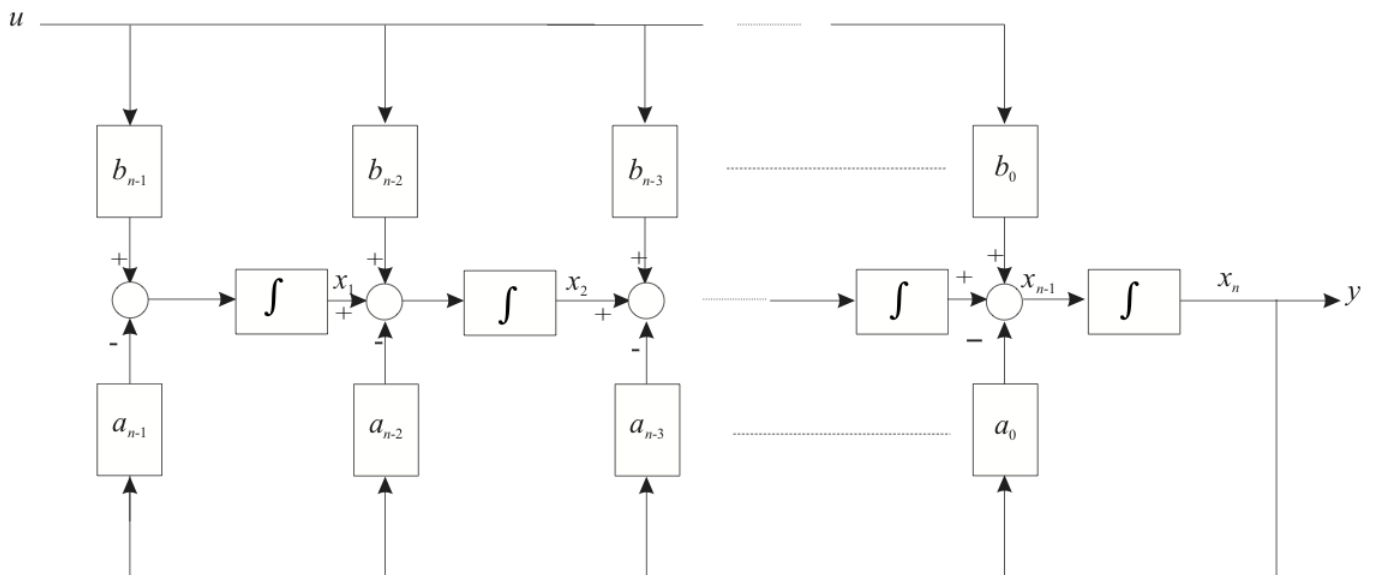 u
b_{n-1} b_{n-2} b_{n-3} b_0
+ + + +
∫ x_1 ∫ x_2 ∫ + x_{n-1} ∫ x_n y
+ +
- - - −
a_{n-1} a_{n-2} a_{n-3} a_0